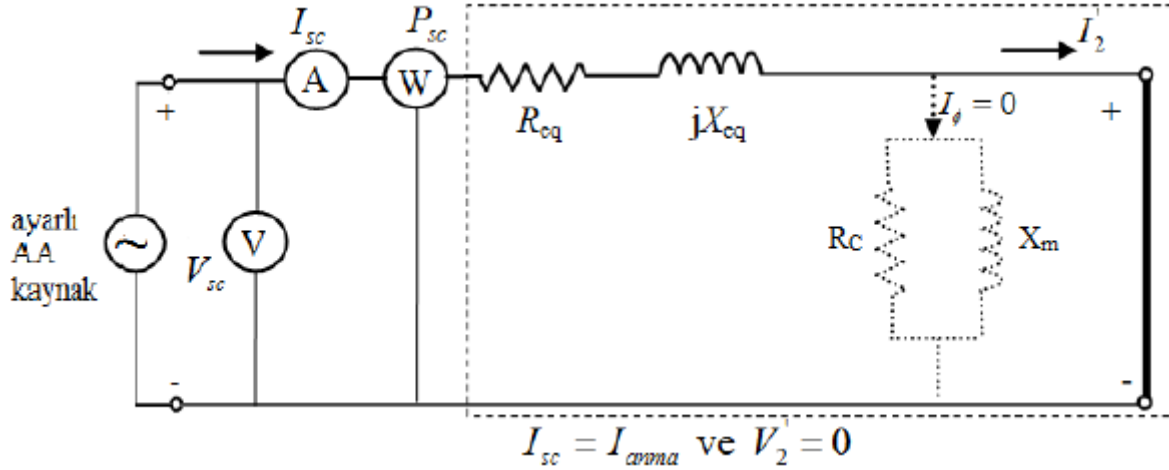 I_sc
P_sc
I'_2
A
W
+
R_eq
jX_eq
I_ϕ = 0
+
ayarlı
AA
kaynak
~
V_sc
V
R_C
X_m
-
-
I_sc = I_anma ve V'_2 = 0